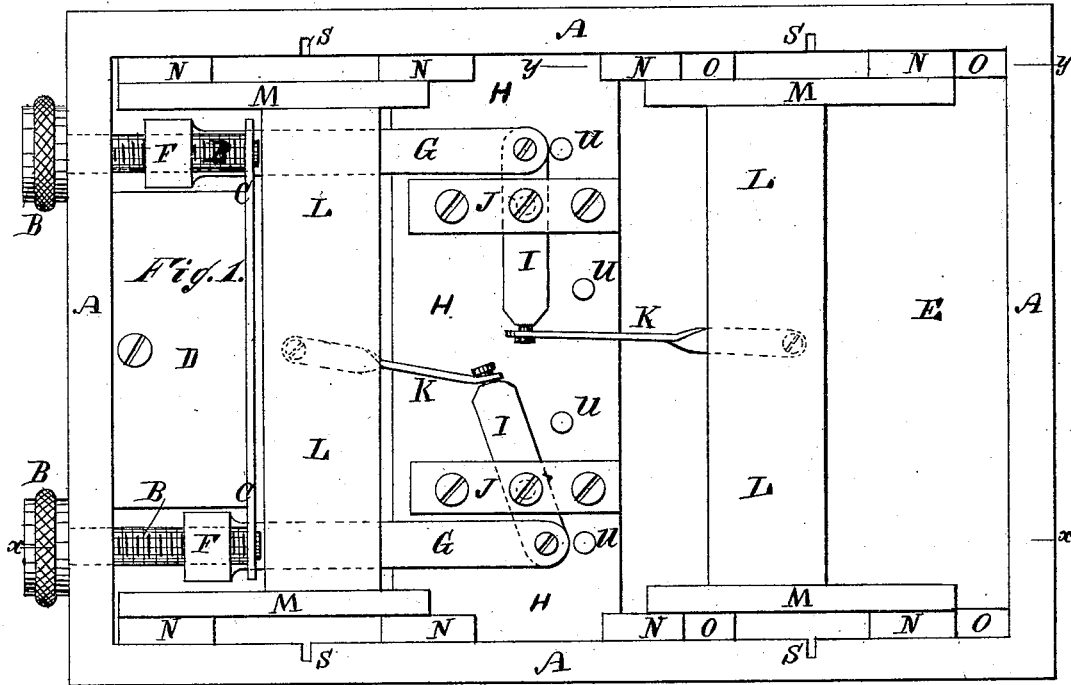 A
S S
N N y N O N O y
M H M
F B G U
C L J L
B
Fig. 1. I U
A H K E A
D
K
I U
L
B C J L
B
x F G U x
M H M
N N N O N O
S A S